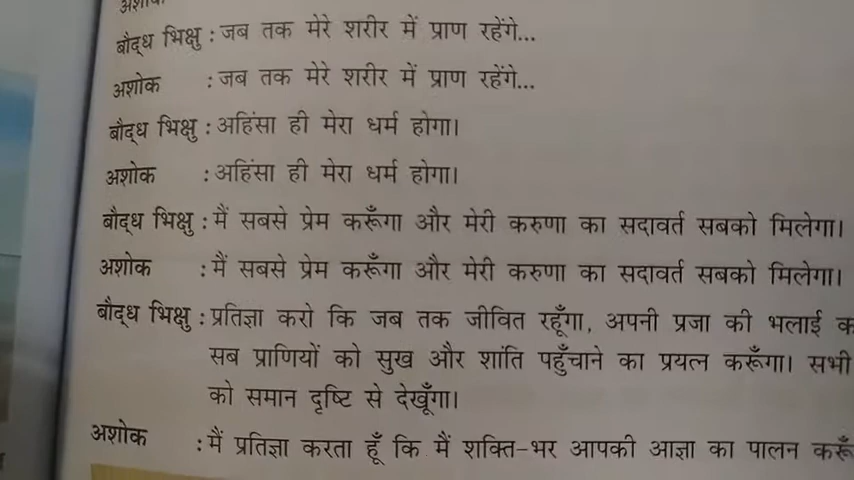 बौद्ध भिक्षु : जब तक मेरे शरीर में प्राण रहेंगे...
अशोक : जब तक मेरे शरीर में प्राण रहेंगे...
बौद्ध भिक्षु : अहिंसा ही मेरा धर्म होगा।
अशोक : अहिंसा ही मेरा धर्म होगा।
बौद्ध भिक्षु : मैं सबसे प्रेम करूँगा और मेरी करुणा का सदावर्त सबको मिलेगा।
अशोक : मैं सबसे प्रेम करूँगा और मेरी करुणा का सदावर्त सबको मिलेगा।
बौद्ध भिक्षु : प्रतिज्ञा करो कि जब तक जीवित रहूँगा, अपनी प्रजा की भलाई
सब प्राणियों को सुख और शांति पहुँचाने का प्रयत्न करूँगा। सभी
को समान दृष्टि से देखूँगा।
अशोक : मैं प्रतिज्ञा करता हूँ कि मैं शक्ति-भर आपकी आज्ञा का पालन